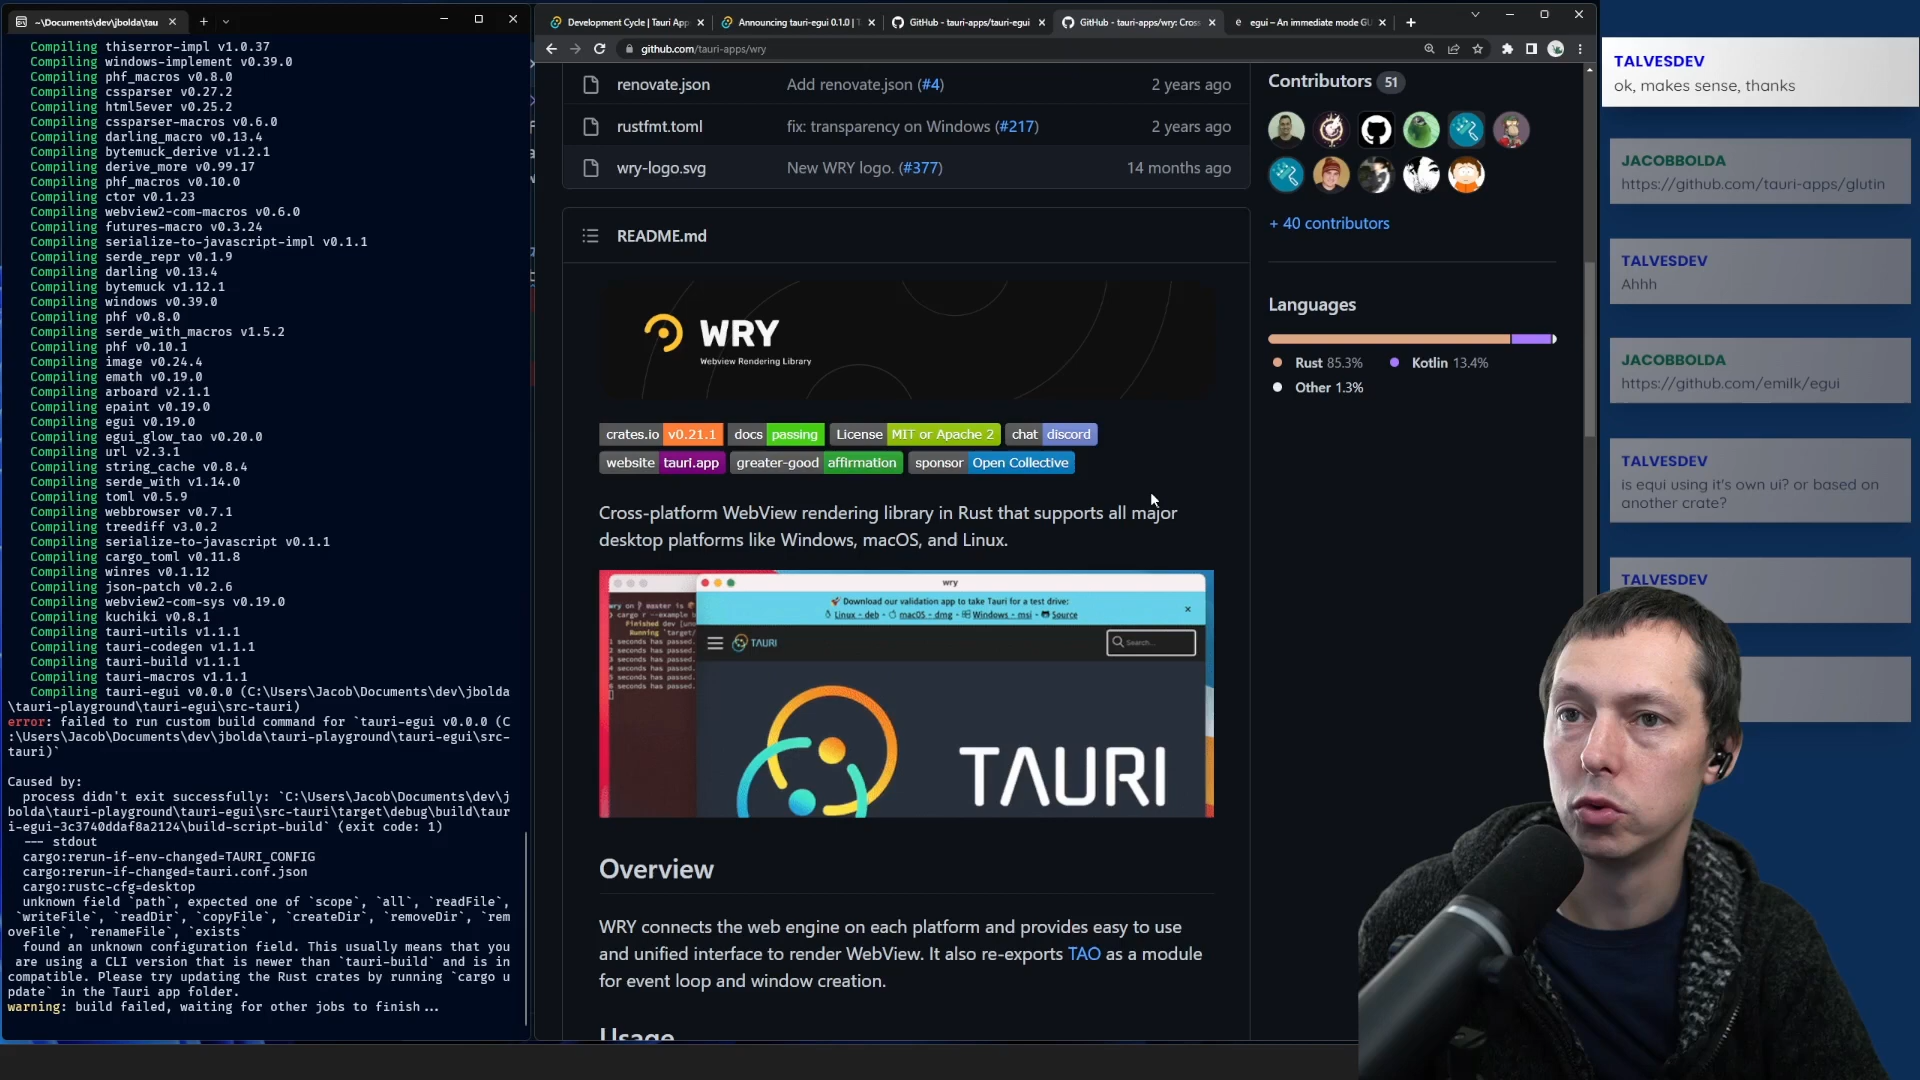 ~\Documents\dev\jbolda\tau
Compiling thiserror-impl v1.0.37
Compiling windows-implement v0.39.0
Compiling phf_macros v0.8.0
Compiling cssparser v0.27.2
Compiling html5ever v0.25.2
Compiling cssparser-macros v0.6.0
Compiling darling_macro v0.13.4
Compiling bytemuck_derive v1.2.1
Compiling derive_more v0.99.17
Compiling phf_macros v0.10.0
Compiling ctor v0.1.23
Compiling webview2-com-macros v0.6.0
Compiling futures-macro v0.3.24
Compiling serialize-to-javascript-impl v0.1.1
Compiling serde_repr v0.1.9
Compiling darling v0.13.4
Compiling bytemuck v1.12.1
Compiling windows v0.39.0
Compiling phf v0.8.0
Compiling serde_with_macros v1.5.2
Compiling phf v0.10.1
Compiling image v0.24.4
Compiling emath v0.19.0
Compiling arboard v2.1.1
Compiling epaint v0.19.0
Compiling egui v0.19.0
Compiling egui_glow_tao v0.20.0
Compiling url v2.3.1
Compiling string_cache v0.8.4
Compiling serde_with v1.14.0
Compiling toml v0.5.9
Compiling webbrowser v0.7.1
Compiling treediff v3.0.2
Compiling serialize-to-javascript v0.1.1
Compiling cargo_toml v0.11.8
Compiling winres v0.1.12
Compiling json-patch v0.2.6
Compiling webview2-com-sys v0.19.0
Compiling kuchiki v0.8.1
Compiling tauri-utils v1.1.1
Compiling tauri-codegen v1.1.1
Compiling tauri-build v1.1.1
Compiling tauri-macros v1.1.1
Compiling tauri-egui v0.0.0 (C:\Users\Jacob\Documents\dev\jbolda
\tauri-playground\tauri-egui\src-tauri)
error: failed to run custom build command for `tauri-egui v0.0.0 (C
:\Users\Jacob\Documents\dev\jbolda\tauri-playground\tauri-egui\src-
tauri)`
Caused by:
process didn't exit successfully: `C:\Users\Jacob\Documents\dev\j
bolda\tauri-playground\tauri-egui\src-tauri\target\debug\build\taur
i-egui-3c3740ddaf8a2124\build-script-build` (exit code: 1)
--- stdout
cargo:rerun-if-env-changed=TAURI_CONFIG
cargo:rerun-if-changed=tauri.conf.json
cargo:rustc-cfg=desktop
unknown field `path`, expected one of `scope`, `all`, `readFile`,
`writeFile`, `readDir`, `copyFile`, `createDir`, `removeDir`, `rem
oveFile`, `renameFile`, `exists`
found an unknown configuration field. This usually means that you
are using a CLI version that is newer than `tauri-build` and is in
compatible. Please try updating the Rust crates by running `cargo u
pdate` in the Tauri app folder.
warning: build failed, waiting for other jobs to finish...
Development Cycle | Tauri App
Announcing tauri-egui 0.1.0 | T
GitHub - tauri-apps/tauri-egui
GitHub - tauri-apps/wry: Cros
egui – An immediate mode GU
github.com/tauri-apps/wry
renovate.json Add renovate.json (#4) 2 years ago
rustfmt.toml fix: transparency on Windows (#217) 2 years ago
wry-logo.svg New WRY logo. (#377) 14 months ago
README.md
WRY
Webview Rendering Library
crates.io v0.21.1 docs passing License MIT or Apache 2 chat discord
website tauri.app greater-good affirmation sponsor Open Collective
Cross-platform WebView rendering library in Rust that supports all major
desktop platforms like Windows, macOS, and Linux.
wry
🚀 Download our validation app to take Tauri for a test drive:
Linux - deb - macOS - dmg - Windows - msi - Source
TAURI
Search...
TAURI
Overview
WRY connects the web engine on each platform and provides easy to use
and unified interface to render WebView. It also re-exports TAO as a module
for event loop and window creation.
Usage
Contributors 51
+ 40 contributors
Languages
Rust 85.3% Kotlin 13.4%
Other 1.3%
TALVESDEV
ok, makes sense, thanks
JACOBBOLDA
https://github.com/tauri-apps/glutin
TALVESDEV
Ahhh
JACOBBOLDA
https://github.com/emilk/egui
TALVESDEV
is equi using it's own ui? or based on
another crate?
TALVESDEV